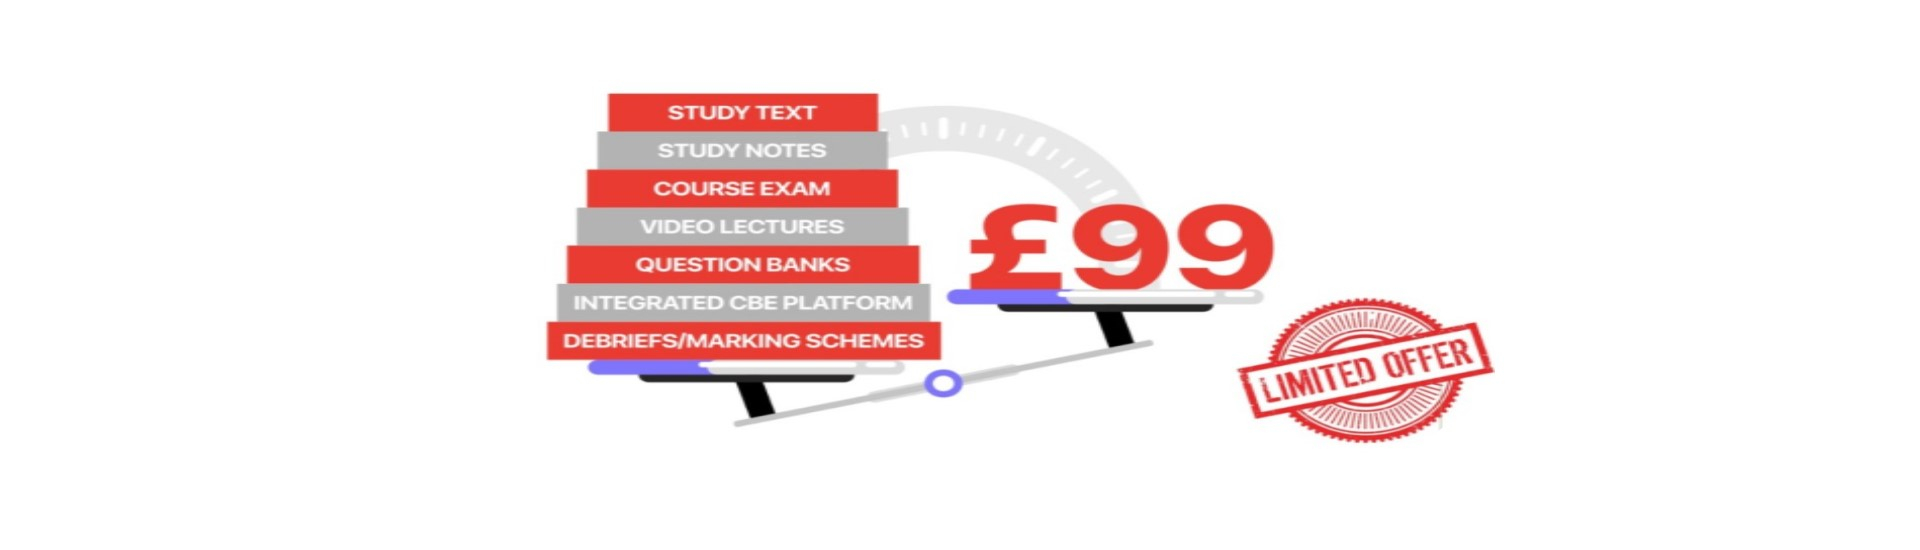 STUDY TEXT
STUDY NOTES
COURSE EXAM
VIDEO LECTURES
QUESTION BANKS
INTEGRATED CBE PLATFORM
DEBRIEFS/MARKING SCHEMES
£99
LIMITED OFFER